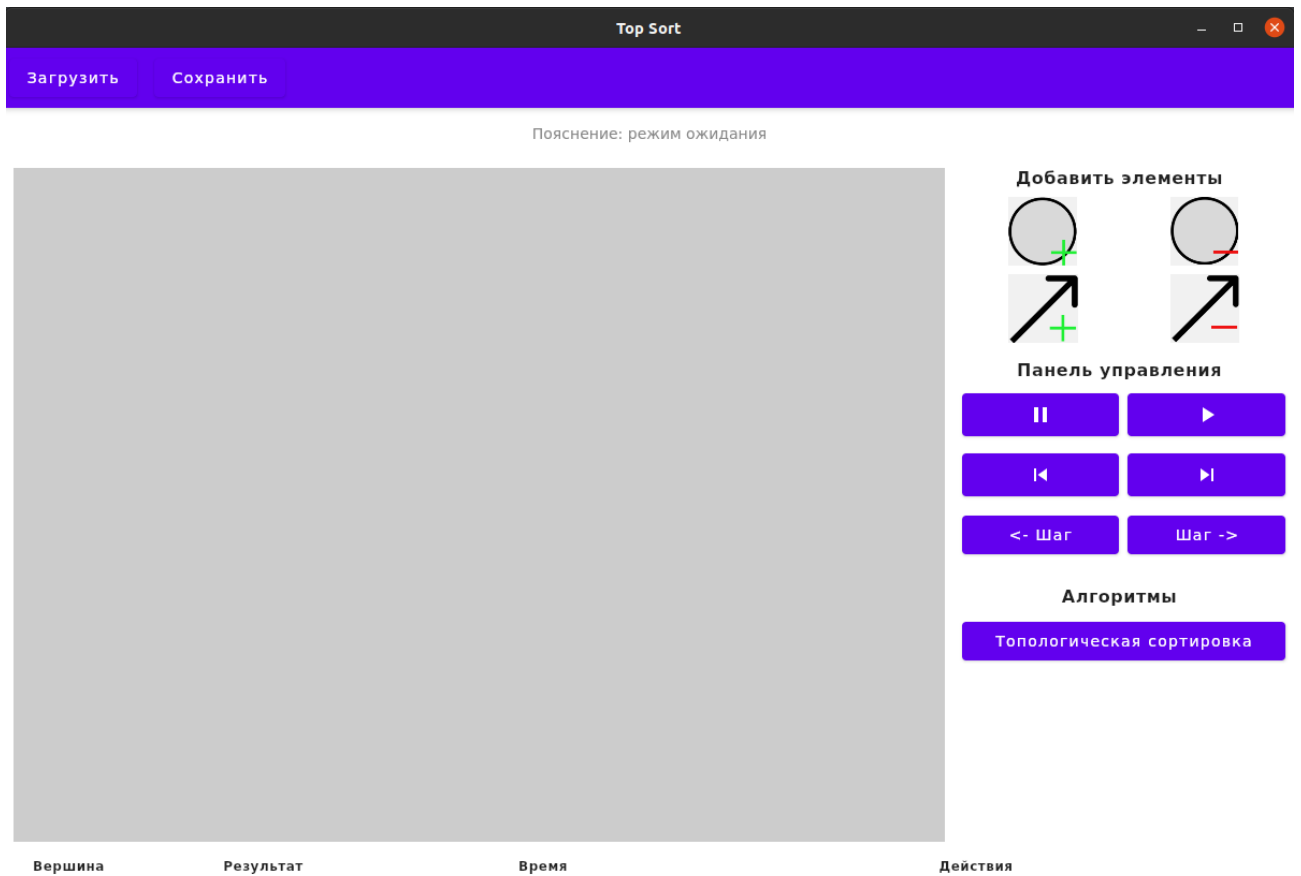 Top Sort
Загрузить Сохранить
Пояснение: режим ожидания
Добавить элементы
Панель управления
<- Шаг Шаг ->
Алгоритмы
Топологическая сортировка
Вершина Результат Время Действия